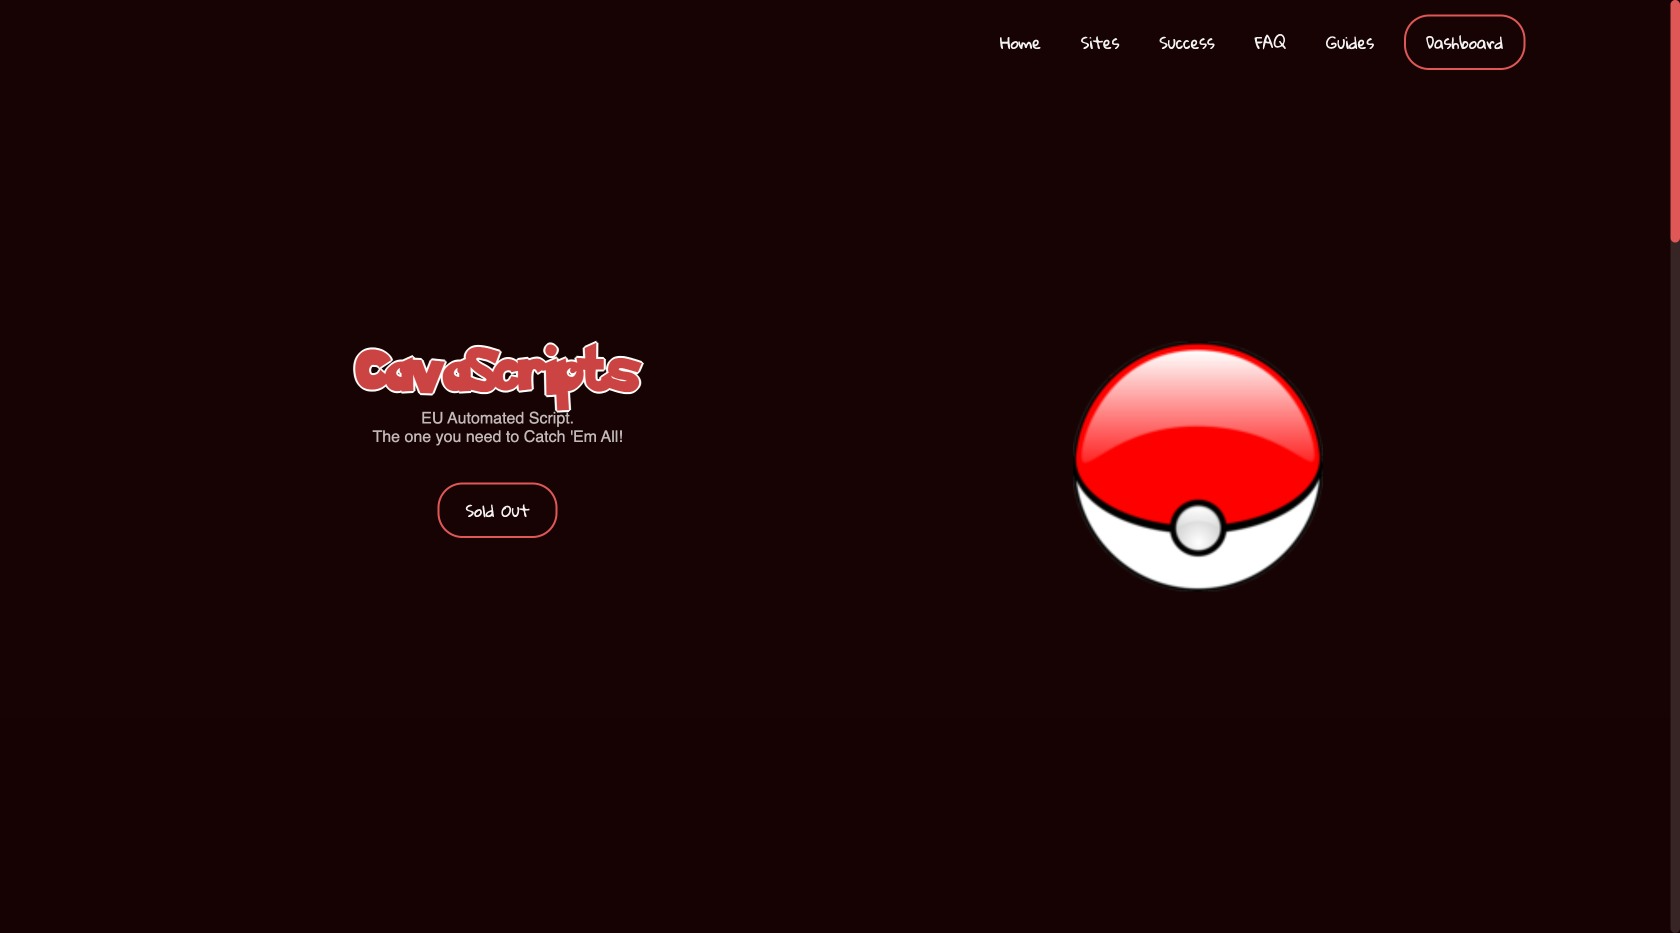 Home Sites Success FAQ Guides Dashboard
CavaScripts
EU Automated Script.
The one you need to Catch 'Em All!
Sold Out